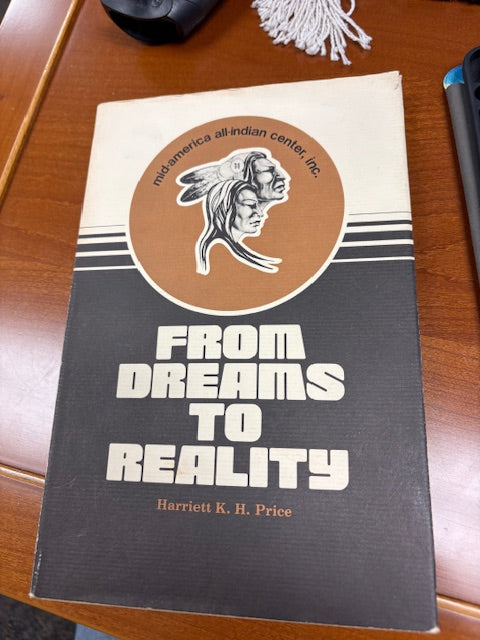 mid-america all-indian center, inc.
FROM
DREAMS
TO
REALITY
Harriett K. H. Price